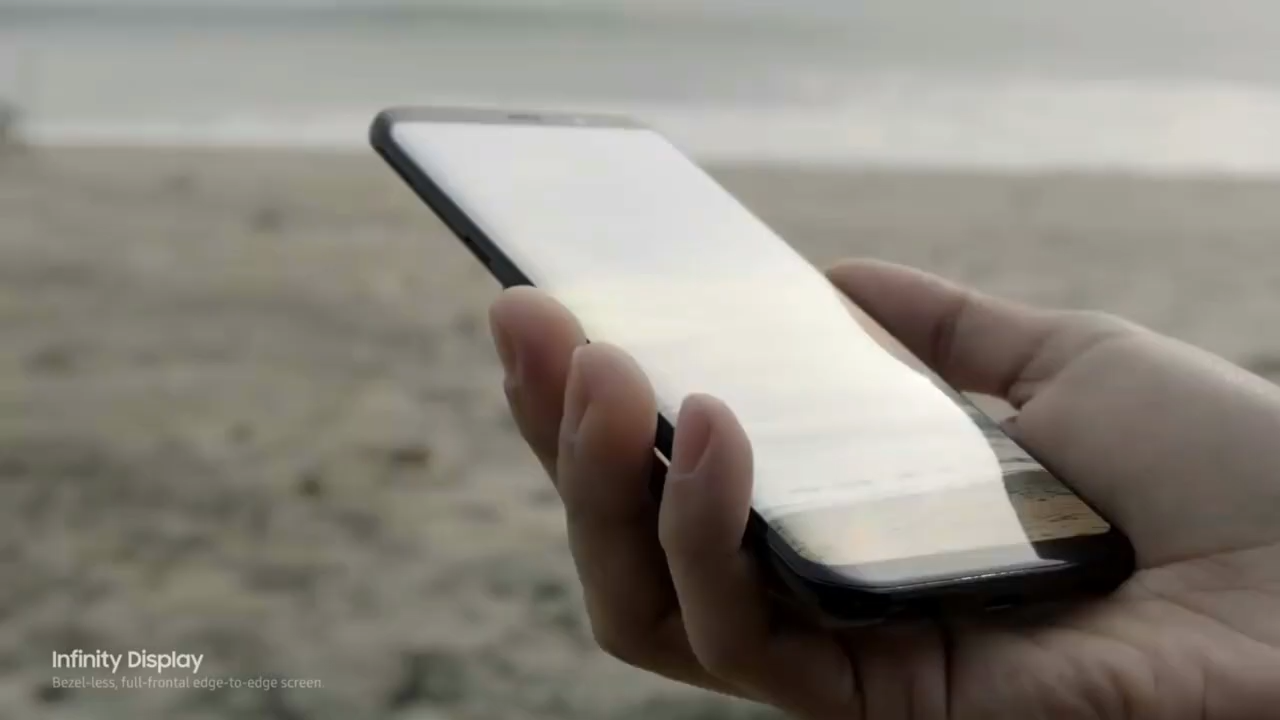 Infinity Display
Bezel-less, full-frontal edge-to-edge screen.